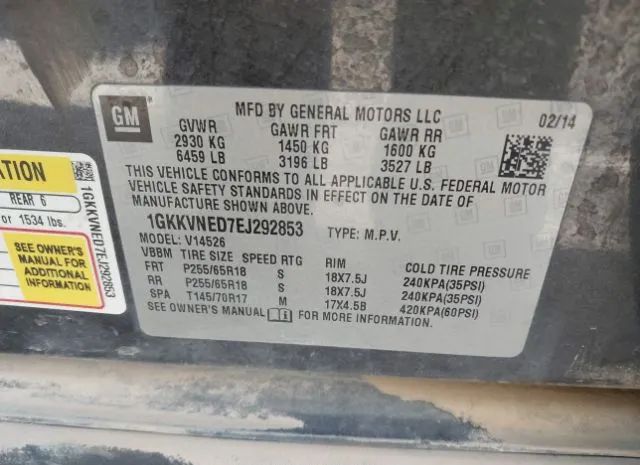 GM
MFD BY GENERAL MOTORS LLC
02/14
GVWR GAWR FRT GAWR RR
2930 KG 1450 KG 1600 KG
6459 LB 3196 LB 3527 LB
THIS VEHICLE CONFORMS TO ALL APPLICABLE U.S. FEDERAL MOTOR
VEHICLE SAFETY STANDARDS IN EFFECT ON THE DATE OF
MANUFACTURE SHOWN ABOVE.
1GKKVNED7EJ292853 TYPE: M.P.V.
MODEL: V14526
VBBM TIRE SIZE SPEED RTG RIM COLD TIRE PRESSURE
FRT P255/65R18 S 18X7.5J 240KPA(35PSI)
RR P255/65R18 S 18X7.5J 240KPA(35PSI)
SPA T145/70R17 M 17X4.5B 420KPA(60PSI)
SEE OWNER'S MANUAL FOR MORE INFORMATION.
ATION
REAR 6
or 1534 lbs.
SEE OWNER'S
MANUAL FOR
ADDITIONAL
INFORMATION
1GKKVNED7EJ292853